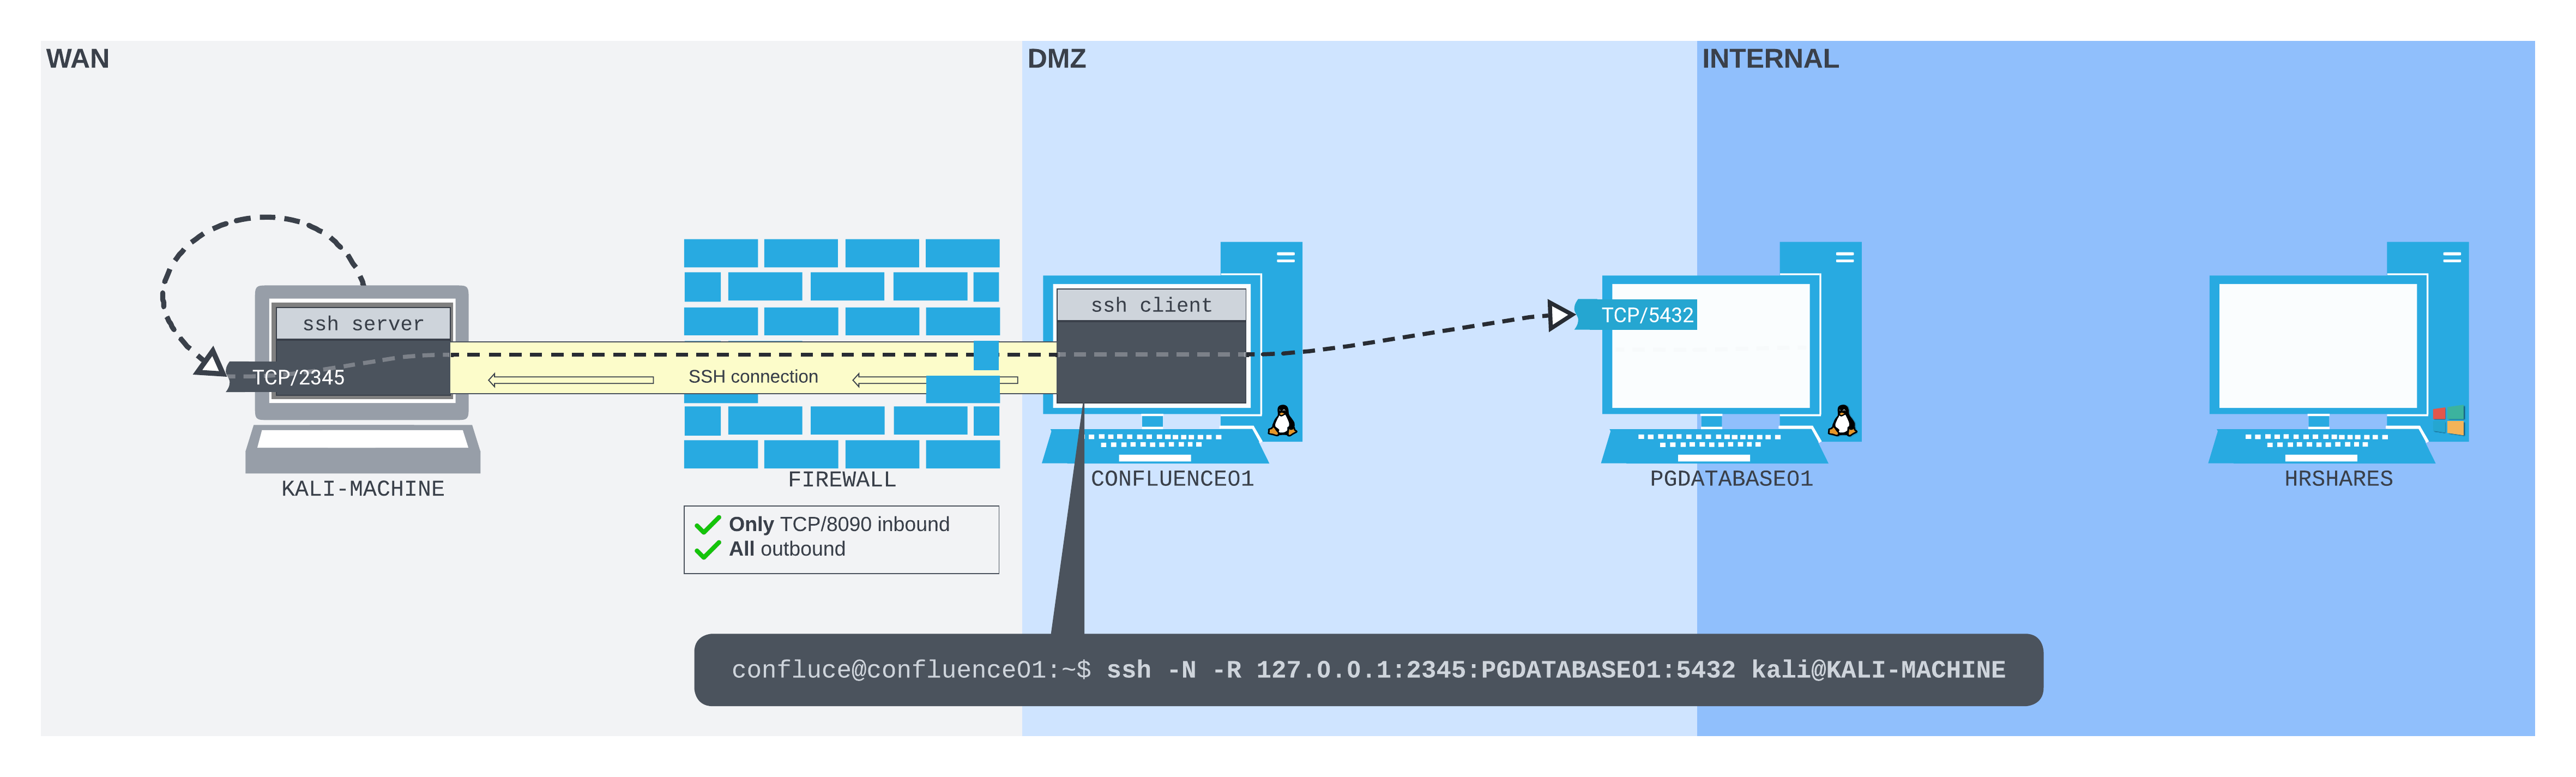 WAN
DMZ
INTERNAL
ssh server
TCP/2345
SSH connection
ssh client
TCP/5432
KALI-MACHINE
FIREWALL
CONFLUENCE01
PGDATABASE01
HRSHARES
Only TCP/8090 inbound
All outbound
confluce@confluence01:~$ ssh -N -R 127.0.0.1:2345:PGDATABASE01:5432 kali@KALI-MACHINE